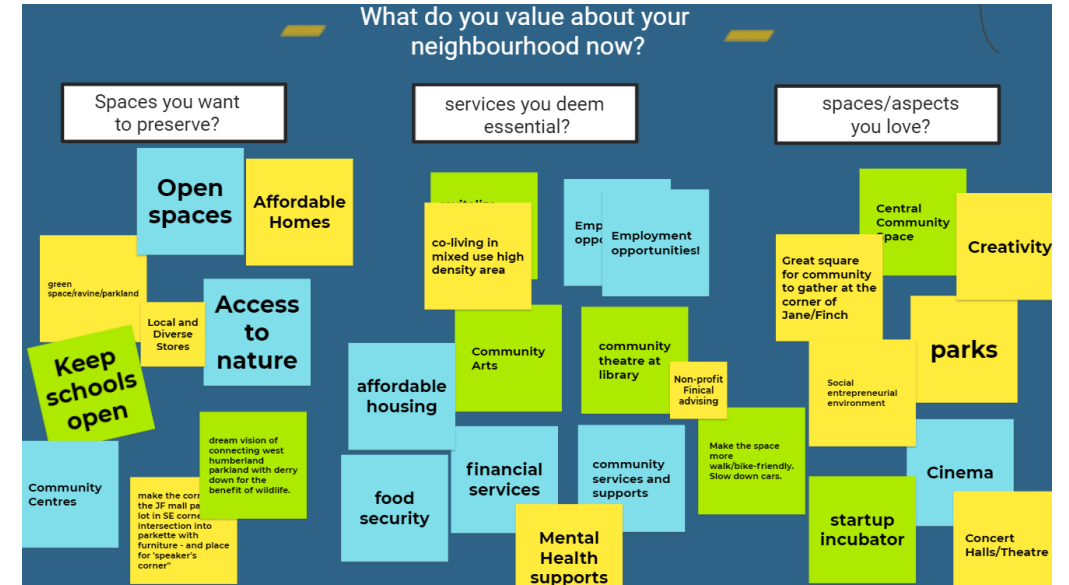 What do you value about your
neighbourhood now?
Spaces you want
to preserve?
Open
spaces
Affordable
Homes
green
space/ravine/parkland
Local and
Diverse
Stores
Access
to
nature
Keep
schools
open
dream vision of
connecting west
humberland
parkland with derry
down for the
benefit of wildlife.
Community
Centres
make the
the JF mall
lot in SE
intersection into
parkette with
furniture - and place
for 'speaker's
corner"
services you deem
essential?
co-living in
mixed use high
density area
Employment
opportunities!
Community
Arts
community
theatre at
library
Non-profit
Finical
advising
affordable
housing
financial
services
community
services and
supports
Make the space
more
walk/bike-friendly.
Slow down cars.
food
security
Mental
Health
supports
spaces/aspects
you love?
Central
Community
Space
Creativity
Great square
for community
to gather at the
corner of
Jane/Finch
parks
Social
entrepreneurial
environment
Cinema
startup
incubator
Concert
Halls/Theatre